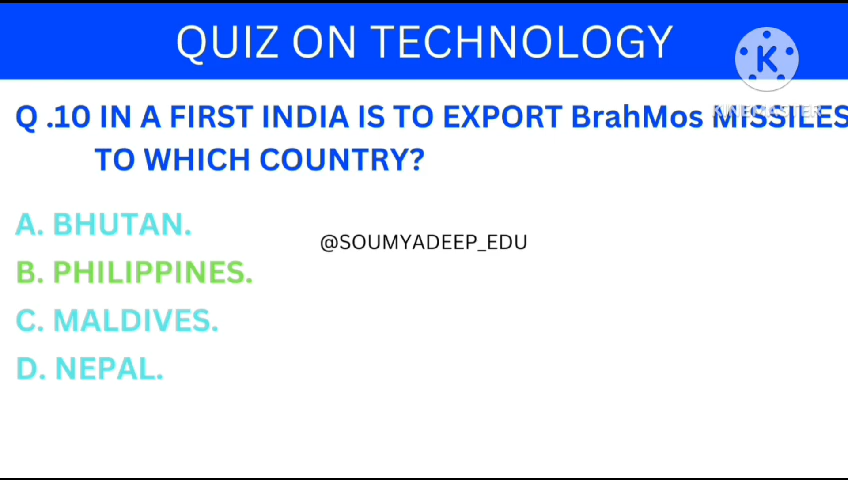 QUIZ ON TECHNOLOGY
K
KINEMASTER
Q .10 IN A FIRST INDIA IS TO EXPORT BrahMos MISSILES
TO WHICH COUNTRY?
A. BHUTAN.
@SOUMYADEEP_EDU
B. PHILIPPINES.
C. MALDIVES.
D. NEPAL.